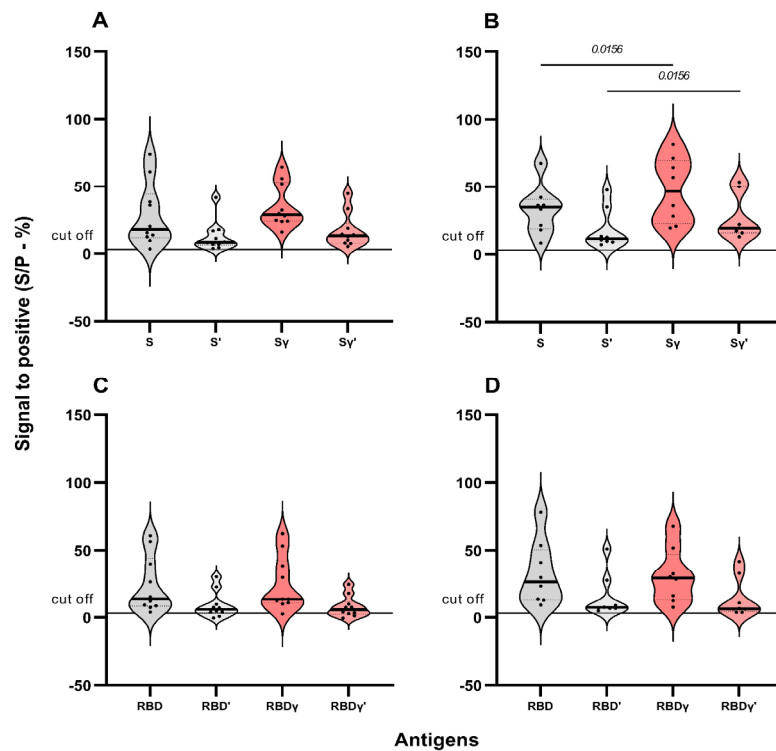 A
B
150
100
50
0
-50
cut off
S
S'
Sγ
Sγ'
150
100
50
0
-50
cut off
0.0156
0.0156
S
S'
Sγ
Sγ'
Signal to positive (S/P - %)
C
D
150
100
50
0
-50
cut off
RBD
RBD'
RBDγ
RBDγ'
150
100
50
0
-50
cut off
RBD
RBD'
RBDγ
RBDγ'
Antigens